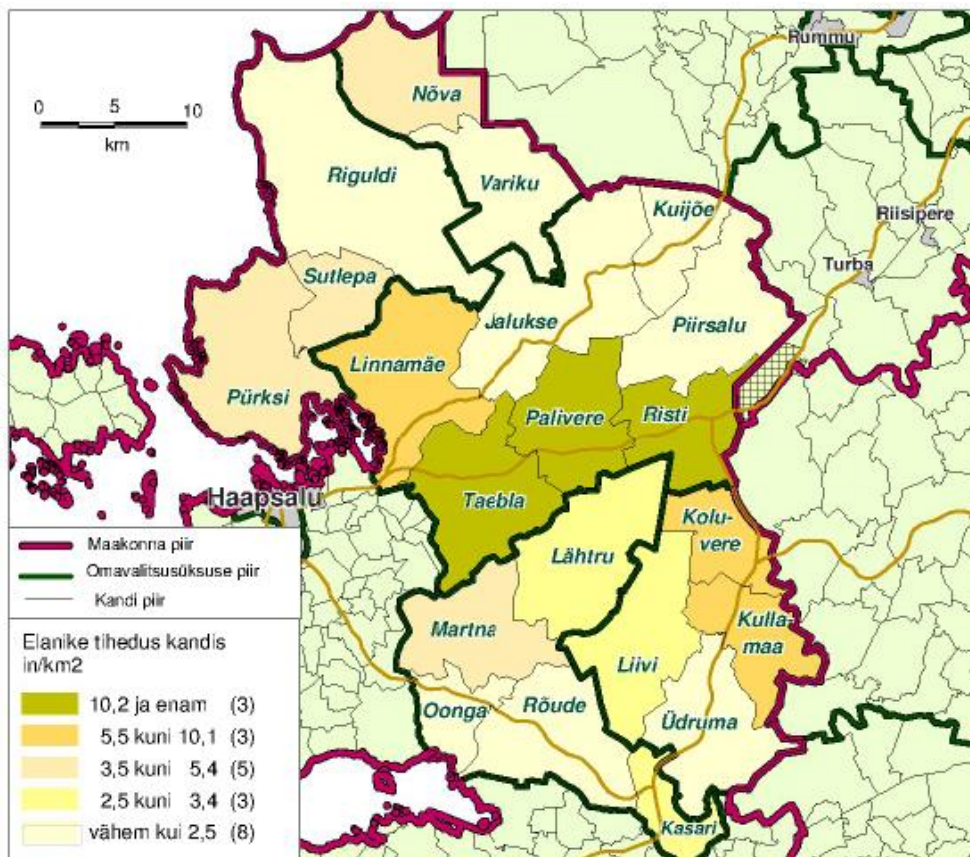 Rummu
0 5 10
km
Nõva
Riguldi
Variku
Kuijõe
Riisipere
Turba
Sutlepa
Jalukse
Piirsalu
Linnamäe
Pürksi
Palivere
Risti
Haapsalu
Taebla
Kolu-
vere
Lähtru
Martna
Kulla-
maa
Liivi
Oonga
Rõude
Üdruma
Kasari
Maakonna piir
Omavalitsusüksuse piir
Kandi piir
Elanike tihedus kandis
in/km2
10,2 ja enam (3)
5,5 kuni 10,1 (3)
3,5 kuni 5,4 (5)
2,5 kuni 3,4 (3)
vähem kui 2,5 (8)